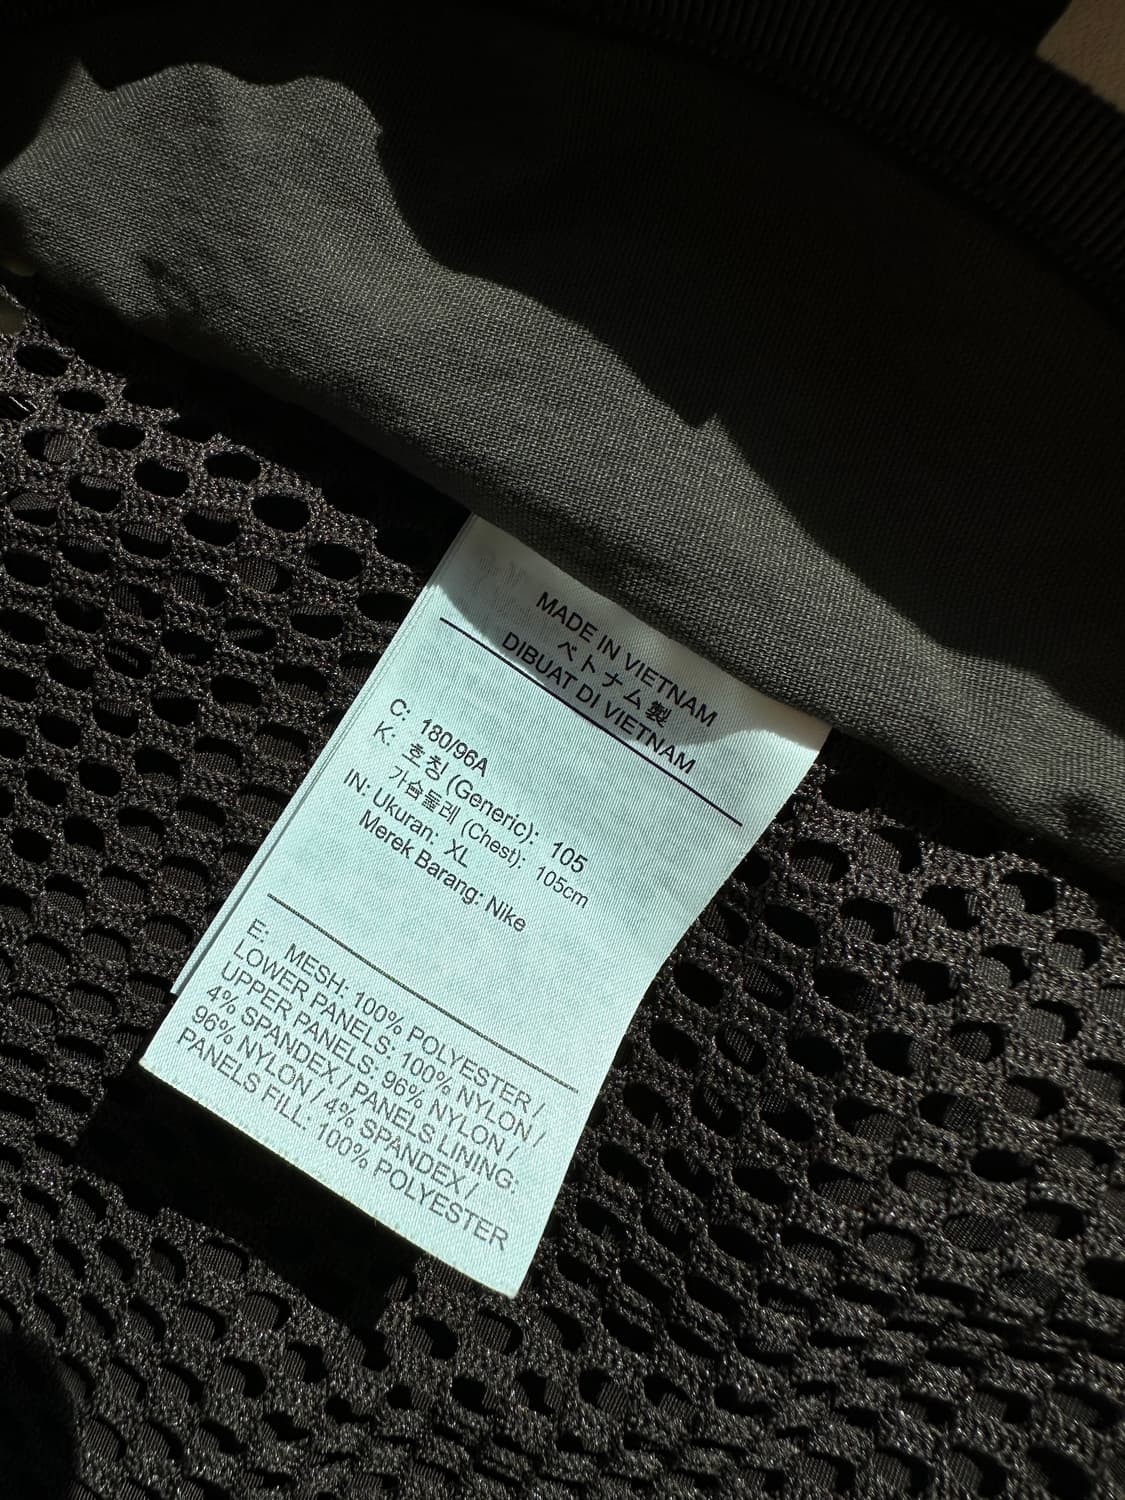 MADE IN VIETNAM
ベトナム製
DIBUAT DI VIETNAM
C: 180/96A
K: 호칭 (Generic): 105
가슴둘레 (Chest): 105cm
IN: Ukuran: XL
Merek Barang: Nike
E: MESH: 100% POLYESTER /
LOWER PANELS: 100% NYLON /
UPPER PANELS: 96% NYLON /
4% SPANDEX / PANELS LINING:
96% NYLON / 4% SPANDEX /
PANELS FILL: 100% POLYESTER